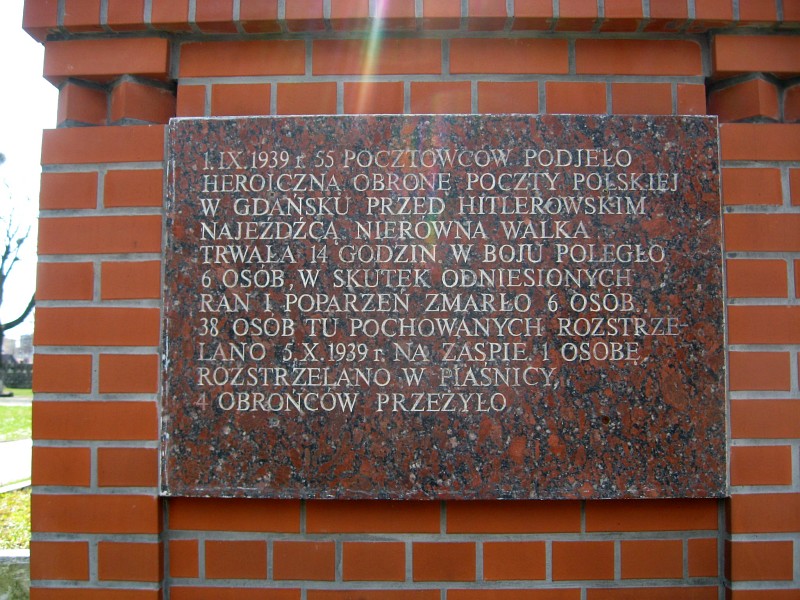 1. IX. 1939 r. 55 POCZTOWCÓW PODJĘŁO
HEROICZNĄ OBRONĘ POCZTY POLSKIEJ
W GDAŃSKU PRZED HITLEROWSKIM
NAJEŹDŹCĄ NIERÓWNA WALKA
TRWAŁA 14 GODZIN. W BOJU POLEGŁO
6 OSÓB, W SKUTEK ODNIESIONYCH
RAN I POPARZEŃ ZMARŁO 6 OSÓB.
38 OSÓB TU POCHOWANYCH ROZSTRZE-
LANO 5.X.1939 r. NA ZASPIE. 1 OSOBĘ,
ROZSTRZELANO W PIAŚNICY,
4 OBROŃCÓW PRZEŻYŁO